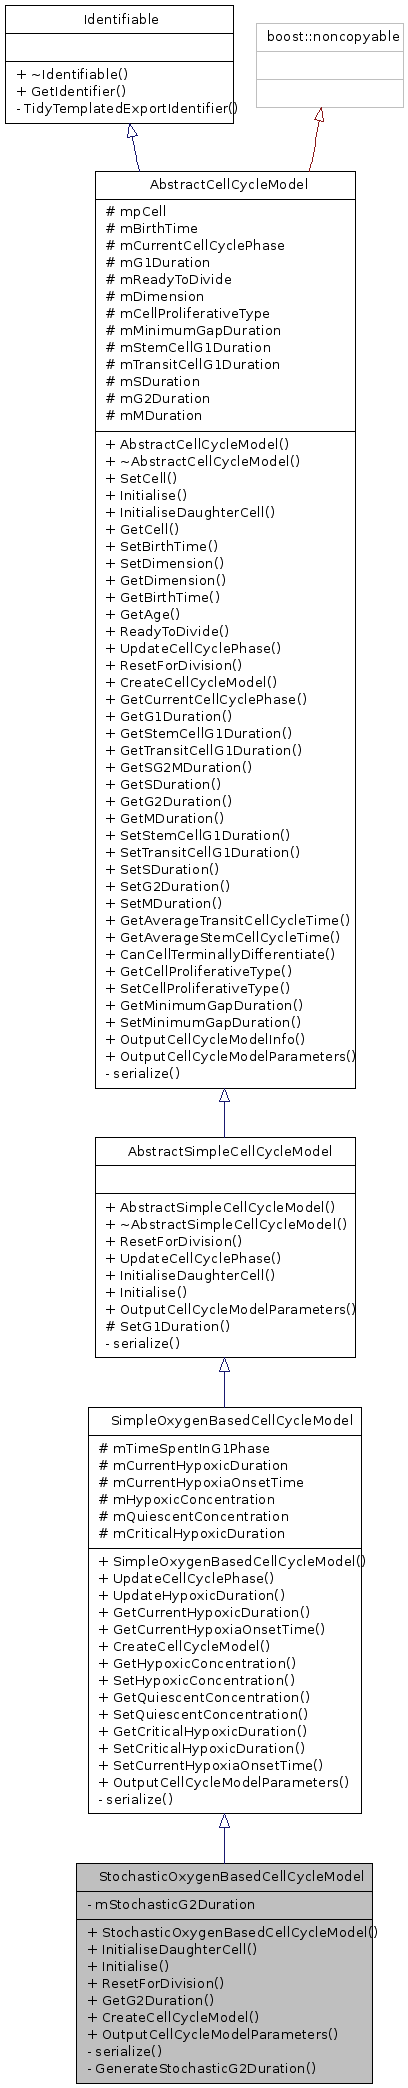 Identifiable
+ ~Identifiable()
+ GetIdentifier()
- TidyTemplatedExportIdentifier()
boost::noncopyable
AbstractCellCycleModel
# mpCell
# mBirthTime
# mCurrentCellCyclePhase
# mG1Duration
# mReadyToDivide
# mDimension
# mCellProliferativeType
# mMinimumGapDuration
# mStemCellG1Duration
# mTransitCellG1Duration
# mSDuration
# mG2Duration
# mMDuration
+ AbstractCellCycleModel()
+ ~AbstractCellCycleModel()
+ SetCell()
+ Initialise()
+ InitialiseDaughterCell()
+ GetCell()
+ SetBirthTime()
+ SetDimension()
+ GetDimension()
+ GetBirthTime()
+ GetAge()
+ ReadyToDivide()
+ UpdateCellCyclePhase()
+ ResetForDivision()
+ CreateCellCycleModel()
+ GetCurrentCellCyclePhase()
+ GetG1Duration()
+ GetStemCellG1Duration()
+ GetTransitCellG1Duration()
+ GetSG2MDuration()
+ GetSDuration()
+ GetG2Duration()
+ GetMDuration()
+ SetStemCellG1Duration()
+ SetTransitCellG1Duration()
+ SetSDuration()
+ SetG2Duration()
+ SetMDuration()
+ GetAverageTransitCellCycleTime()
+ GetAverageStemCellCycleTime()
+ CanCellTerminallyDifferentiate()
+ GetCellProliferativeType()
+ SetCellProliferativeType()
+ GetMinimumGapDuration()
+ SetMinimumGapDuration()
+ OutputCellCycleModelInfo()
+ OutputCellCycleModelParameters()
- serialize()
AbstractSimpleCellCycleModel
+ AbstractSimpleCellCycleModel()
+ ~AbstractSimpleCellCycleModel()
+ ResetForDivision()
+ UpdateCellCyclePhase()
+ InitialiseDaughterCell()
+ Initialise()
+ OutputCellCycleModelParameters()
# SetG1Duration()
- serialize()
SimpleOxygenBasedCellCycleModel
# mTimeSpentInG1Phase
# mCurrentHypoxicDuration
# mCurrentHypoxiaOnsetTime
# mHypoxicConcentration
# mQuiescentConcentration
# mCriticalHypoxicDuration
+ SimpleOxygenBasedCellCycleModel()
+ UpdateCellCyclePhase()
+ UpdateHypoxicDuration()
+ GetCurrentHypoxicDuration()
+ GetCurrentHypoxiaOnsetTime()
+ CreateCellCycleModel()
+ GetHypoxicConcentration()
+ SetHypoxicConcentration()
+ GetQuiescentConcentration()
+ SetQuiescentConcentration()
+ GetCriticalHypoxicDuration()
+ SetCriticalHypoxicDuration()
+ SetCurrentHypoxiaOnsetTime()
+ OutputCellCycleModelParameters()
- serialize()
StochasticOxygenBasedCellCycleModel
- mStochasticG2Duration
+ StochasticOxygenBasedCellCycleModel()
+ InitialiseDaughterCell()
+ Initialise()
+ ResetForDivision()
+ GetG2Duration()
+ CreateCellCycleModel()
+ OutputCellCycleModelParameters()
- serialize()
- GenerateStochasticG2Duration()